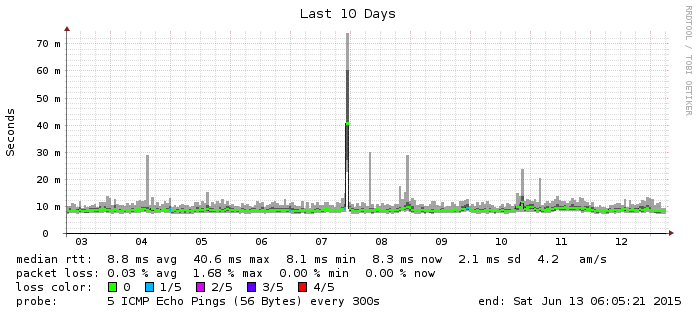 Last 10 Days
RRDTOOL / TOBI OETIKER
Seconds
70 m
60 m
50 m
40 m
30 m
20 m
10 m
0
03 04 05 06 07 08 09 10 11 12
median rtt: 8.8 ms avg 40.6 ms max 8.1 ms min 8.3 ms now 2.1 ms sd 4.2 am/s
packet loss: 0.03 % avg 1.68 % max 0.00 % min 0.00 % now
loss color: 0 1/5 2/5 3/5 4/5
probe: 5 ICMP Echo Pings (56 Bytes) every 300s end: Sat Jun 13 06:05:21 2015